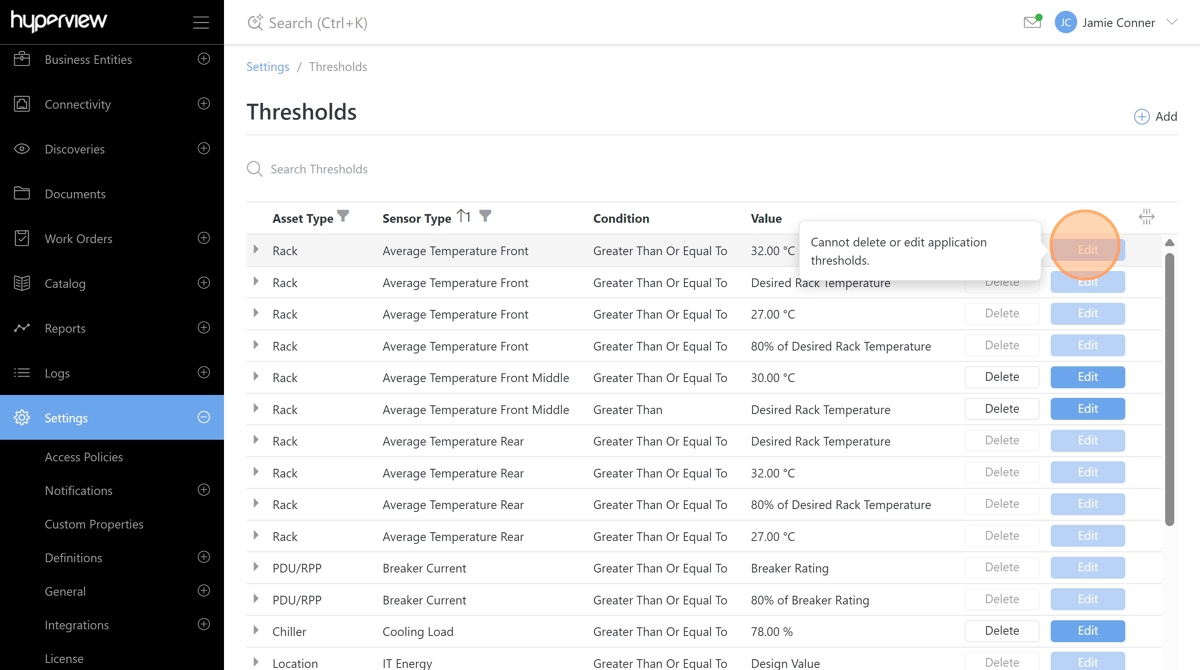 hyperview
Search (Ctrl+K)
JC
Jamie Conner
Business Entities
Connectivity
Discoveries
Documents
Work Orders
Catalog
Reports
Logs
Settings
Access Policies
Notifications
Custom Properties
Definitions
General
Integrations
License
Settings / Thresholds
Thresholds
Add
Search Thresholds
Asset Type Sensor Type 1 Condition Value
Rack Average Temperature Front Greater Than Or Equal To 32.00 °C Edit
Cannot delete or edit application
thresholds.
Rack Average Temperature Front Greater Than Or Equal To Desired Rack Temperature Delete Edit
Rack Average Temperature Front Greater Than Or Equal To 27.00 °C Delete Edit
Rack Average Temperature Front Greater Than Or Equal To 80% of Desired Rack Temperature Delete Edit
Rack Average Temperature Front Middle Greater Than Or Equal To 30.00 °C Delete Edit
Rack Average Temperature Front Middle Greater Than Desired Rack Temperature Delete Edit
Rack Average Temperature Rear Greater Than Or Equal To Desired Rack Temperature Delete Edit
Rack Average Temperature Rear Greater Than Or Equal To 32.00 °C Delete Edit
Rack Average Temperature Rear Greater Than Or Equal To 80% of Desired Rack Temperature Delete Edit
Rack Average Temperature Rear Greater Than Or Equal To 27.00 °C Delete Edit
PDU/RPP Breaker Current Greater Than Or Equal To Breaker Rating Delete Edit
PDU/RPP Breaker Current Greater Than Or Equal To 80% of Breaker Rating Delete Edit
Chiller Cooling Load Greater Than Or Equal To 78.00 % Delete Edit
Location IT Energy Greater Than Or Equal To Design Value Delete Edit